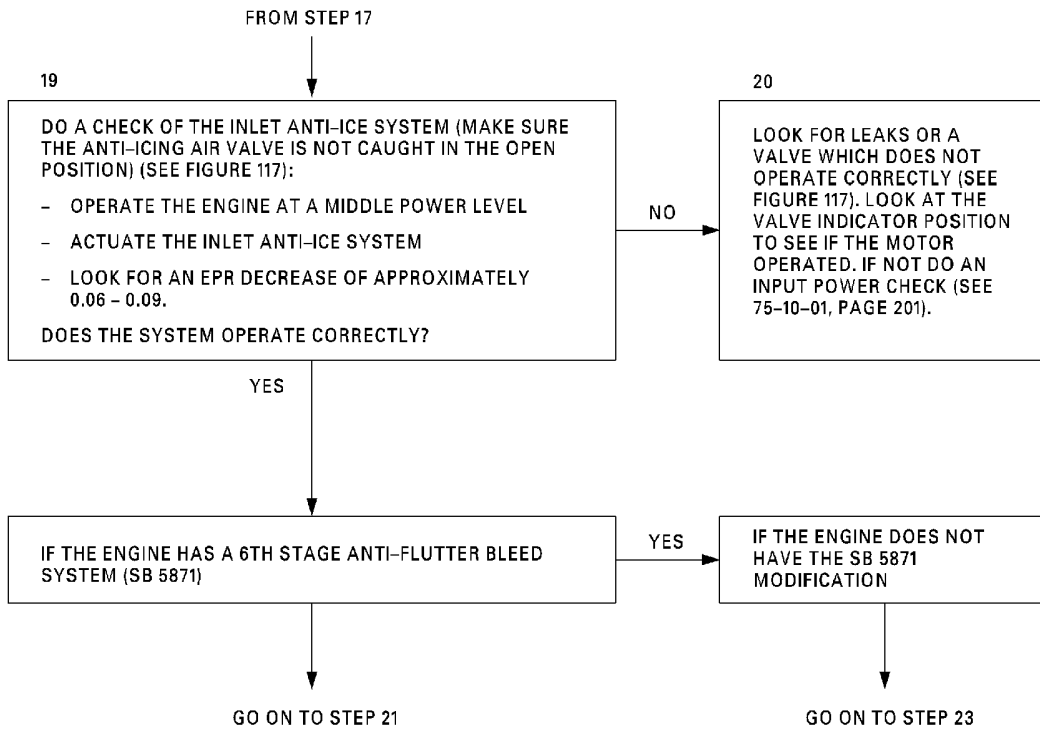 FROM STEP 17
19
DO A CHECK OF THE INLET ANTI–ICE SYSTEM (MAKE SURE
THE ANTI–ICING AIR VALVE IS NOT CAUGHT IN THE OPEN
POSITION) (SEE FIGURE 117):
– OPERATE THE ENGINE AT A MIDDLE POWER LEVEL
– ACTUATE THE INLET ANTI–ICE SYSTEM
– LOOK FOR AN EPR DECREASE OF APPROXIMATELY
0.06 – 0.09.
DOES THE SYSTEM OPERATE CORRECTLY?
NO
20
LOOK FOR LEAKS OR A
VALVE WHICH DOES NOT
OPERATE CORRECTLY (SEE
FIGURE 117). LOOK AT THE
VALVE INDICATOR POSITION
TO SEE IF THE MOTOR
OPERATED. IF NOT DO AN
INPUT POWER CHECK (SEE
75–10–01, PAGE 201).
YES
IF THE ENGINE HAS A 6TH STAGE ANTI–FLUTTER BLEED
SYSTEM (SB 5871)
YES
IF THE ENGINE DOES NOT
HAVE THE SB 5871
MODIFICATION
GO ON TO STEP 21
GO ON TO STEP 23